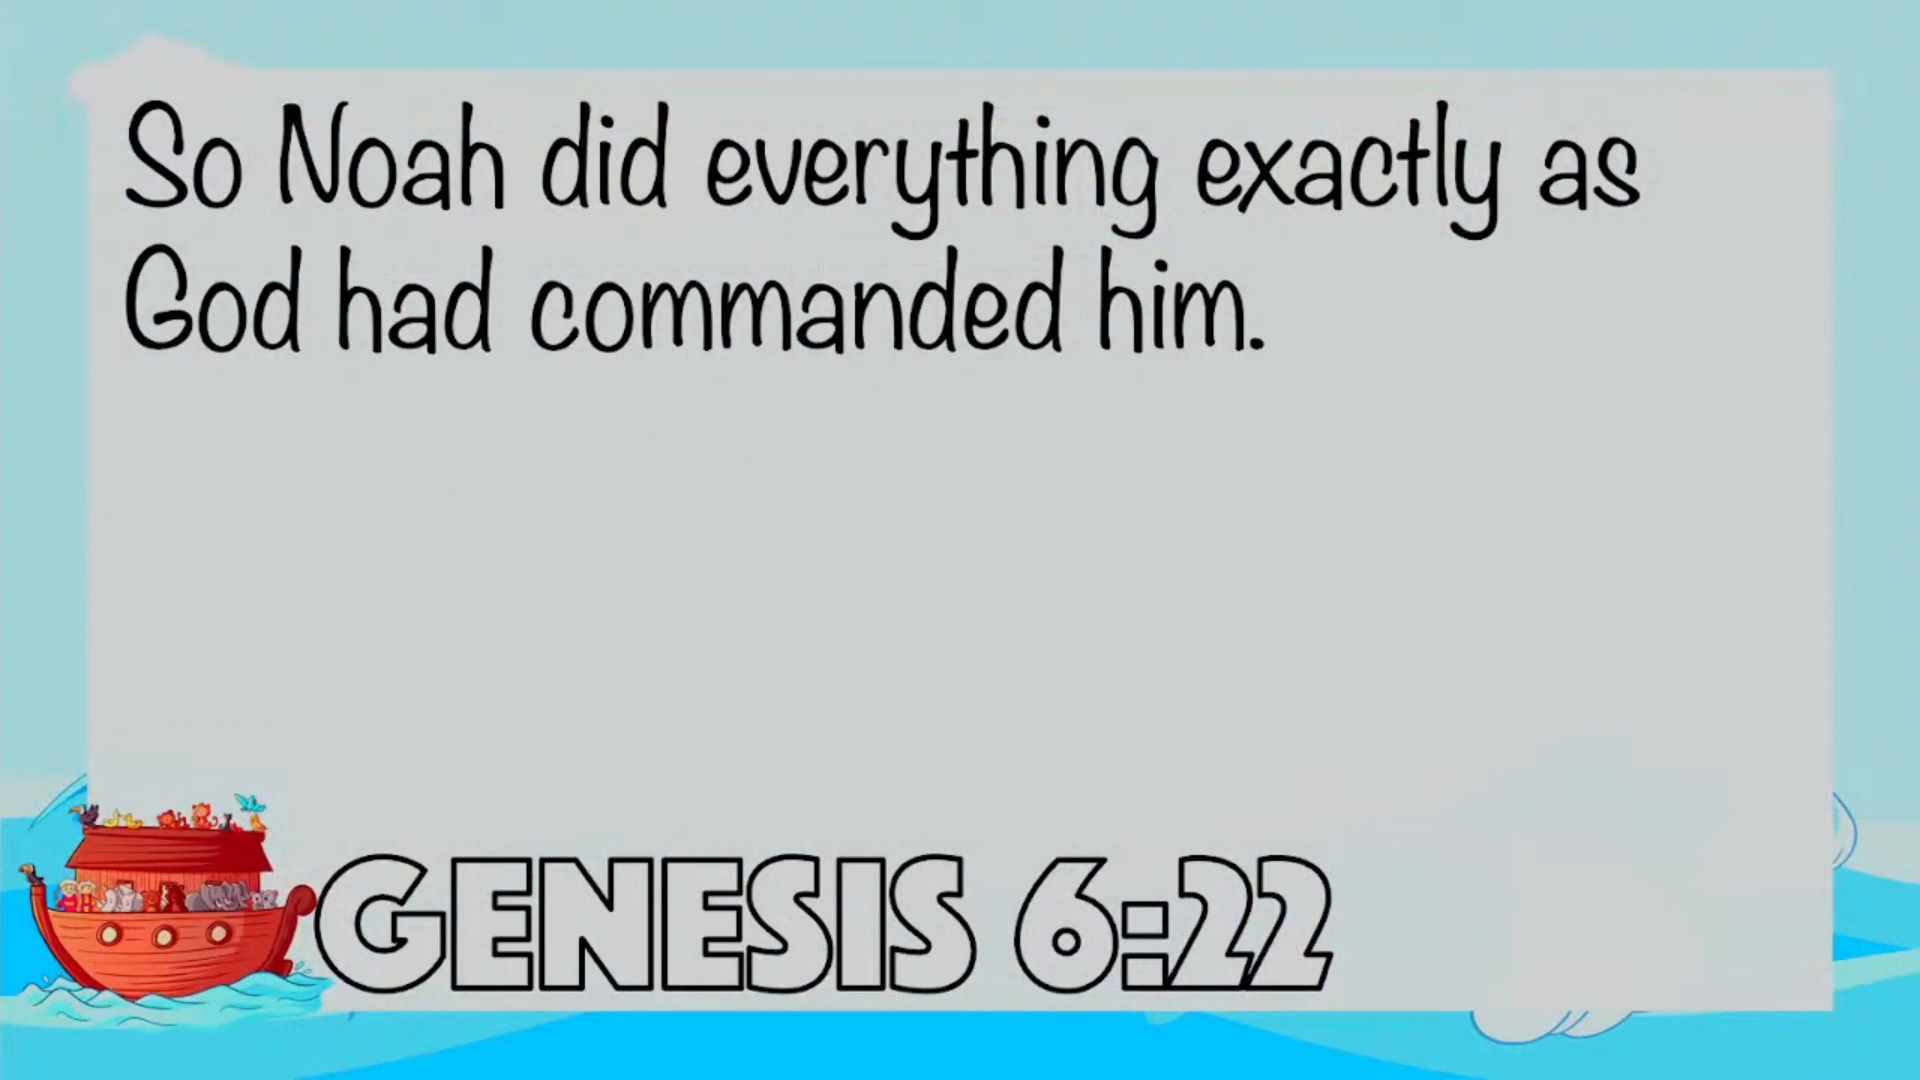 So Noah did everything exactly as
God had commanded him.
GENESIS 6:22